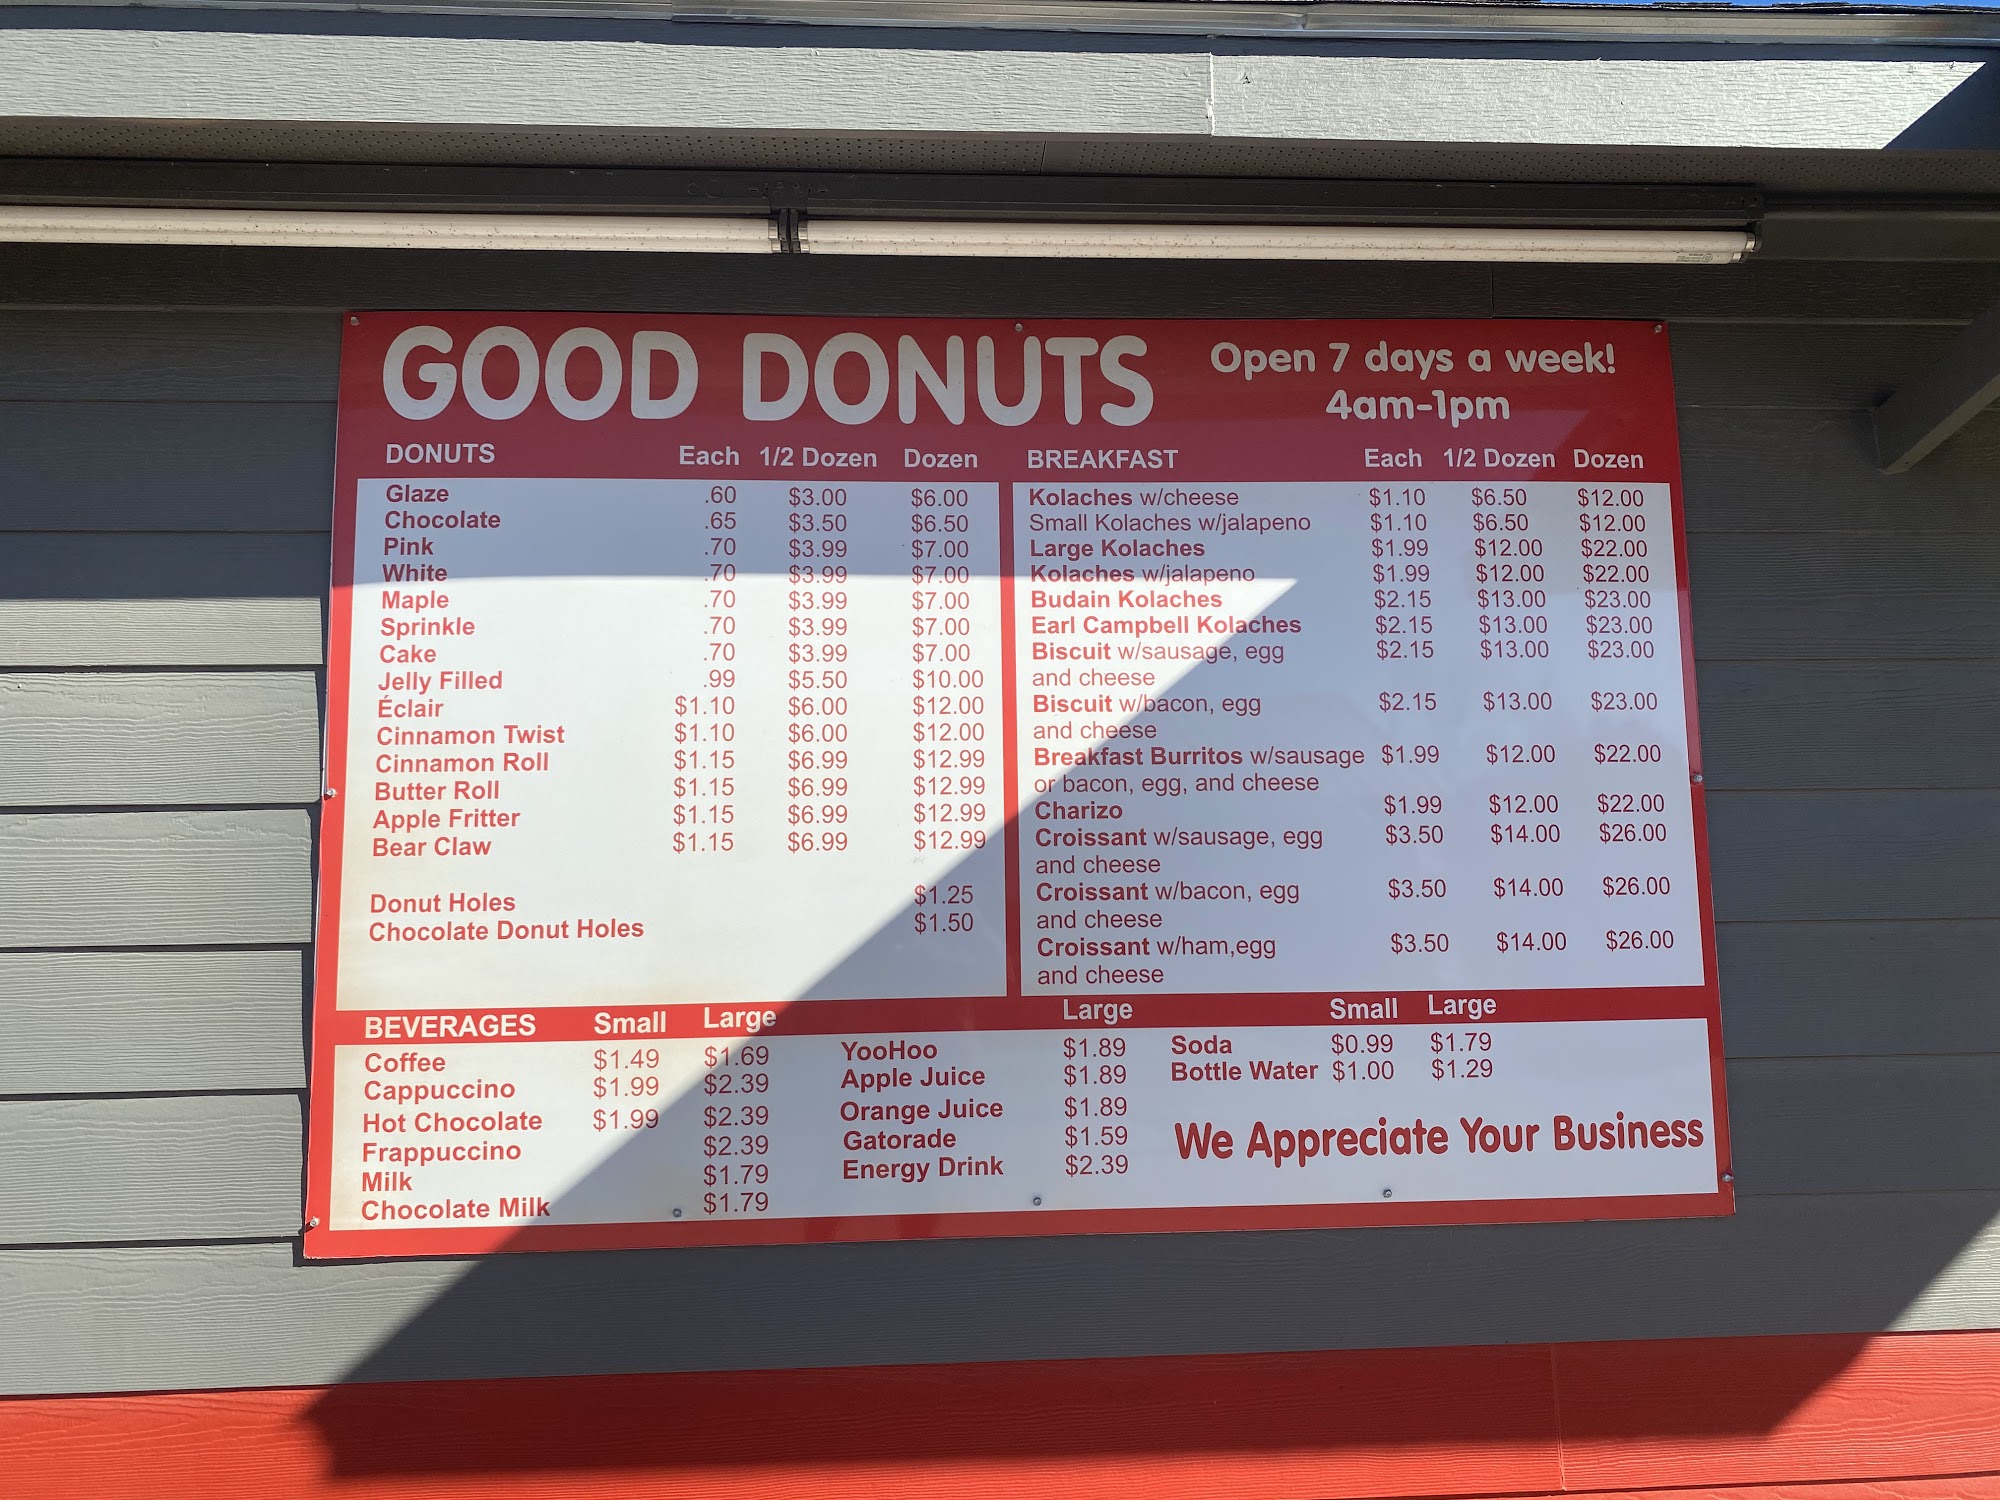 GOOD DONUTS
Open 7 days a week!
4am-1pm
DONUTS Each 1/2 Dozen Dozen
Glaze .60 $3.00 $6.00
Chocolate .65 $3.50 $6.50
Pink .70 $3.99 $7.00
White .70 $3.99 $7.00
Maple .70 $3.99 $7.00
Sprinkle .70 $3.99 $7.00
Cake .70 $3.99 $7.00
Jelly Filled .99 $5.50 $10.00
Éclair $1.10 $6.00 $12.00
Cinnamon Twist $1.10 $6.00 $12.00
Cinnamon Roll $1.15 $6.99 $12.99
Butter Roll $1.15 $6.99 $12.99
Apple Fritter $1.15 $6.99 $12.99
Bear Claw $1.15 $6.99 $12.99
Donut Holes $1.25
Chocolate Donut Holes $1.50
BREAKFAST Each 1/2 Dozen Dozen
Kolaches w/cheese $1.10 $6.50 $12.00
Small Kolaches w/jalapeno $1.10 $6.50 $12.00
Large Kolaches $1.99 $12.00 $22.00
Kolaches w/jalapeno $1.99 $12.00 $22.00
Budain Kolaches $2.15 $13.00 $23.00
Earl Campbell Kolaches $2.15 $13.00 $23.00
Biscuit w/sausage, egg $2.15 $13.00 $23.00
and cheese
Biscuit w/bacon, egg $2.15 $13.00 $23.00
and cheese
Breakfast Burritos w/sausage $1.99 $12.00 $22.00
or bacon, egg, and cheese
Charizo $1.99 $12.00 $22.00
Croissant w/sausage, egg $3.50 $14.00 $26.00
and cheese
Croissant w/bacon, egg $3.50 $14.00 $26.00
and cheese
Croissant w/ham,egg $3.50 $14.00 $26.00
and cheese
BEVERAGES Small Large
Coffee $1.49 $1.69
Cappuccino $1.99 $2.39
Hot Chocolate $1.99 $2.39
Frappuccino $2.39
Milk $1.79
Chocolate Milk $1.79
Large
YooHoo $1.89
Apple Juice $1.89
Orange Juice $1.89
Gatorade $1.59
Energy Drink $2.39
Small Large
Soda $0.99 $1.79
Bottle Water $1.00 $1.29
We Appreciate Your Business